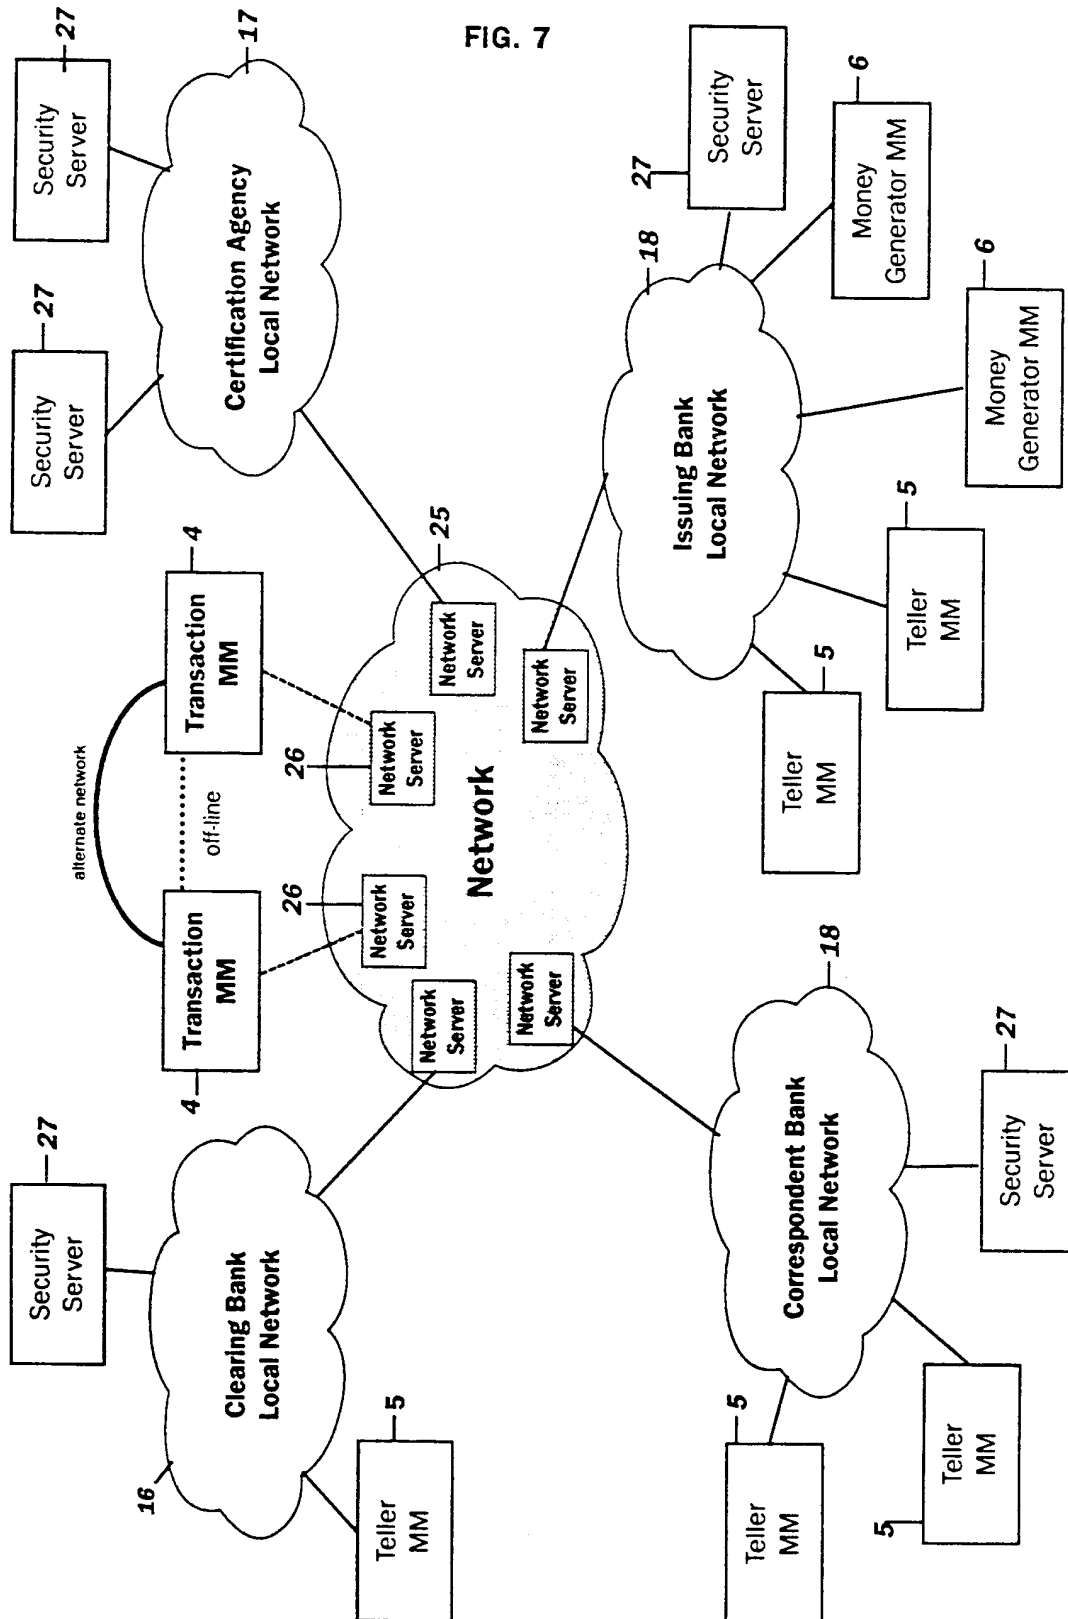 FIG. 7
27
Security
Server
27
Security
Server
17
Certification Agency
Local Network
alternate network
off-line
4
Transaction
MM
4
Transaction
MM
27
Security
Server
16
Clearing Bank
Local Network
5
Teller
MM
25
Network
26
Network
Server
26
Network
Server
Network
Server
Network
Server
Network
Server
Network
Server
18
Issuing Bank
Local Network
27
Security
Server
6
Money
Generator MM
6
Money
Generator MM
5
Teller
MM
5
Teller
MM
18
Correspondent Bank
Local Network
27
Security
Server
5
Teller
MM
5
Teller
MM